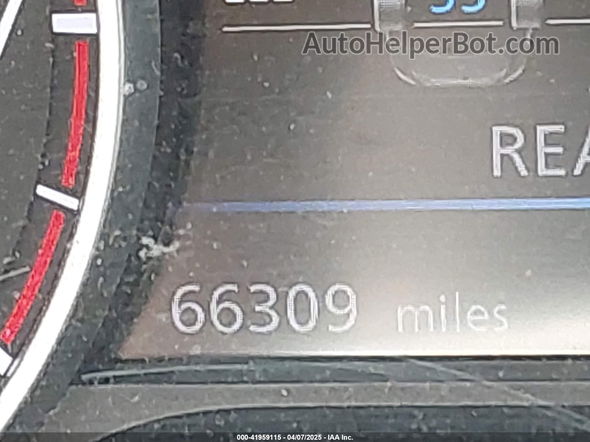 AutoHelperBot.com
REA
66309 miles
000-41959115 - 04/07/2025 - IAA Inc.